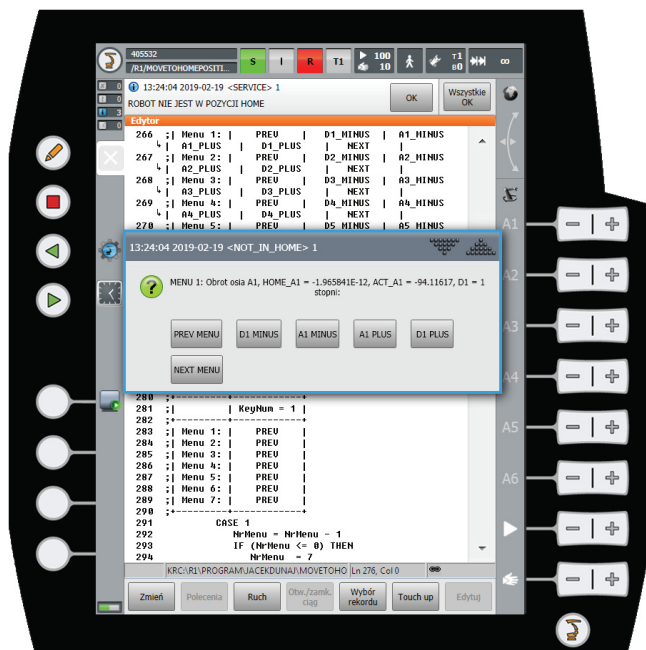 405532
/R1/MOVETOHOMEPOSITI...
S I R T1 100 10 T1 B0 ∞
0 13:24:04 2019-02-19 <SERVICE> 1
0 ROBOT NIE JEST W POZYCJI HOME
3
0
OK
Wszystkie
OK
Edytor
266 ;| Menu 1: | PREV | D1_MINUS | A1_MINUS
| A1_PLUS | D1_PLUS | NEXT |
267 ;| Menu 2: | PREV | D2_MINUS | A2_MINUS
| A2_PLUS | D2_PLUS | NEXT |
268 ;| Menu 3: | PREV | D3_MINUS | A3_MINUS
| A3_PLUS | D3_PLUS | NEXT |
269 ;| Menu 4: | PREV | D4_MINUS | A4_MINUS
| A4_PLUS | D4_PLUS | NEXT |
270 ;| Menu 5: | PREV | D5_MINUS | A5_MINUS
13:24:04 2019-02-19 <NOT_IN_HOME> 1
MENU 1: Obrot osia A1, HOME_A1 = -1.965841E-12, ACT_A1 = -94.11617, D1 = 1
stopni:
PREV MENU D1 MINUS A1 MINUS A1 PLUS D1 PLUS
NEXT MENU
280 ;+---------+----------+
281 ;| | KeyNum = 1 |
282 ;+---------+----------+
283 ;| Menu 1: | PREV |
284 ;| Menu 2: | PREV |
285 ;| Menu 3: | PREV |
286 ;| Menu 4: | PREV |
287 ;| Menu 5: | PREV |
288 ;| Menu 6: | PREV |
289 ;| Menu 7: | PREV |
290 ;+---------+----------+
291 CASE 1
292 NrMenu = NrMenu - 1
293 IF (NrMenu <= 0) THEN
294 NrMenu = 7
KRC:\R1\PROGRAM\JACEKDUNAJ\MOVETOHO Ln 276, Col 0
Zmień
Polecenia
Ruch
Otw./zamk.
ciąg
Wybór
rekordu
Touch up
Edytuj
A1 − +
A2 − +
A3 − +
A4 − +
A5 − +
A6 − +
− +
− +